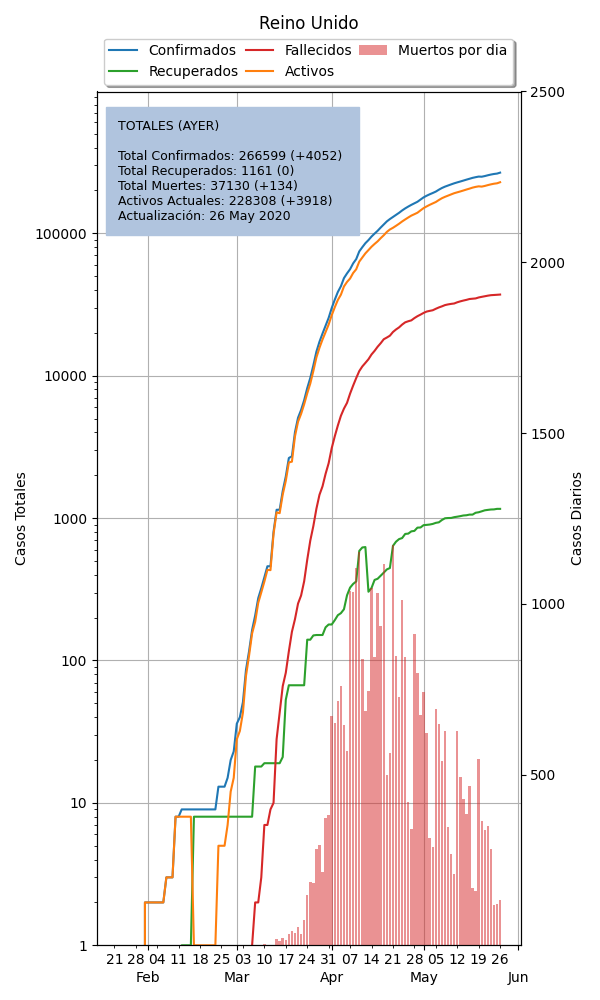 Reino Unido
Confirmados Fallecidos Muertos por dia
Recuperados Activos
TOTALES (AYER)
Total Confirmados: 266599 (+4052)
Total Recuperados: 1161 (0)
Total Muertes: 37130 (+134)
Activos Actuales: 228308 (+3918)
Actualización: 26 May 2020
Casos Totales
100000
10000
1000
100
10
1
2500
2000
1500
1000
500
Casos Diarios
21 28 04 11 18 25 03 10 17 24 31 07 14 21 28 05 12 19 26
Feb Mar Apr May Jun